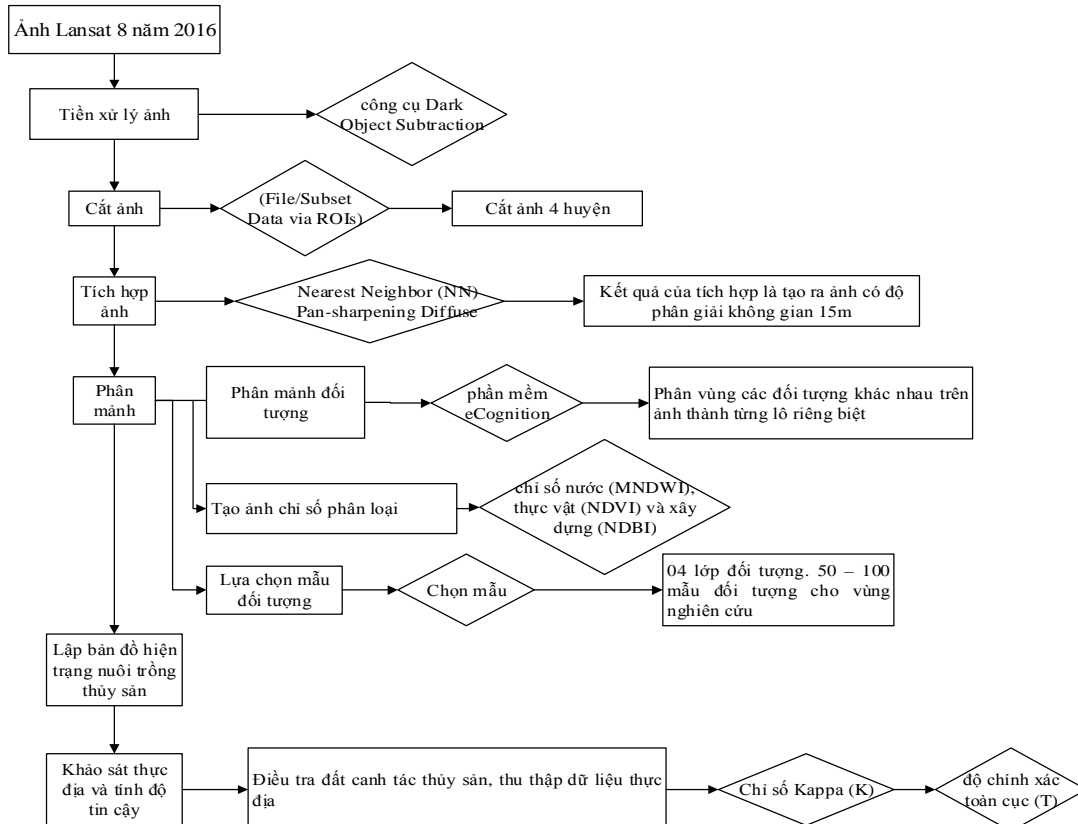 Ảnh Lansat 8 năm 2016
Tiền xử lý ảnh
công cụ Dark
Object Subtraction
Cắt ảnh
(File/Subset
Data via ROIs)
Cắt ảnh 4 huyện
Tích hợp
ảnh
Nearest Neighbor (NN)
Pan-sharpening Diffuse
Kết quả của tích hợp là tạo ra ảnh có độ
phân giải không gian 15m
Phân
mảnh
Phân mảnh đối
tượng
phần mềm
eCognition
Phân vùng các đối tượng khác nhau trên
ảnh thành từng lô riêng biệt
Tạo ảnh chỉ số phân loại
chỉ số nước (MNDWI),
thực vật (NDVI) và xây
dựng (NDBI)
Lựa chọn mẫu
đối tượng
Chọn mẫu
04 lớp đối tượng. 50 – 100
mẫu đối tượng cho vùng
nghiên cứu
Lập bản đồ hiện
trạng nuôi trồng
thủy sản
Khảo sát thực
địa và tính độ
tin cậy
Điều tra đất canh tác thủy sản, thu thập dữ liệu thực
địa
Chỉ số Kappa (K)
độ chính xác
toàn cục (T)